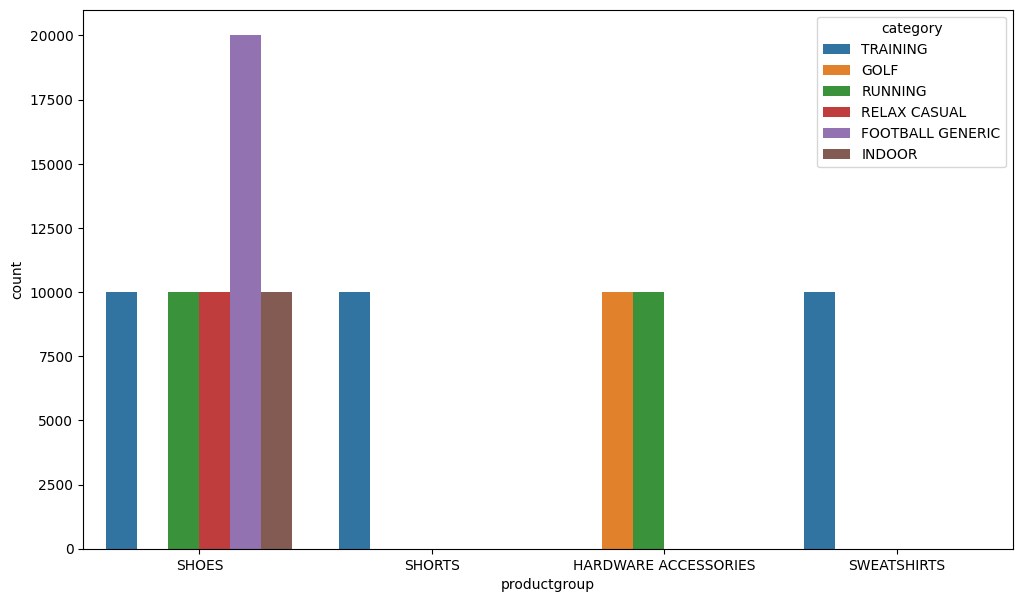 20000
17500
15000
12500
10000
7500
5000
2500
0
count
category
TRAINING
GOLF
RUNNING
RELAX CASUAL
FOOTBALL GENERIC
INDOOR
SHOES SHORTS HARDWARE ACCESSORIES SWEATSHIRTS
productgroup